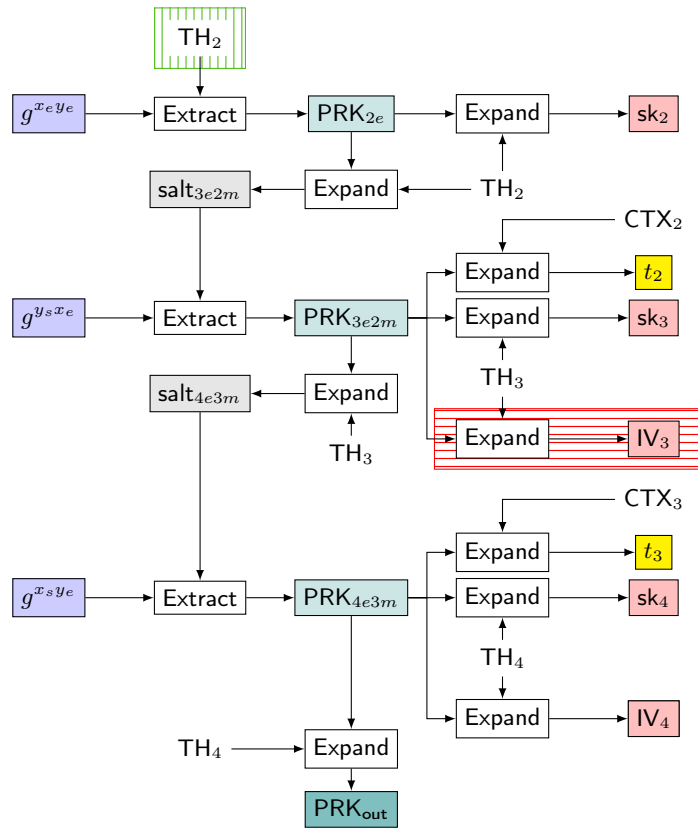 TH₂
g^{x_e y_e} Extract PRK_{2e} Expand sk₂
salt_{3e2m} Expand TH₂
CTX₂
Expand t₂
g^{y_s x_e} Extract PRK_{3e2m} Expand sk₃
TH₃
salt_{4e3m} Expand
TH₃
Expand IV₃
CTX₃
Expand t₃
g^{x_s y_e} Extract PRK_{4e3m} Expand sk₄
TH₄
Expand IV₄
TH₄ Expand
PRK_{out}